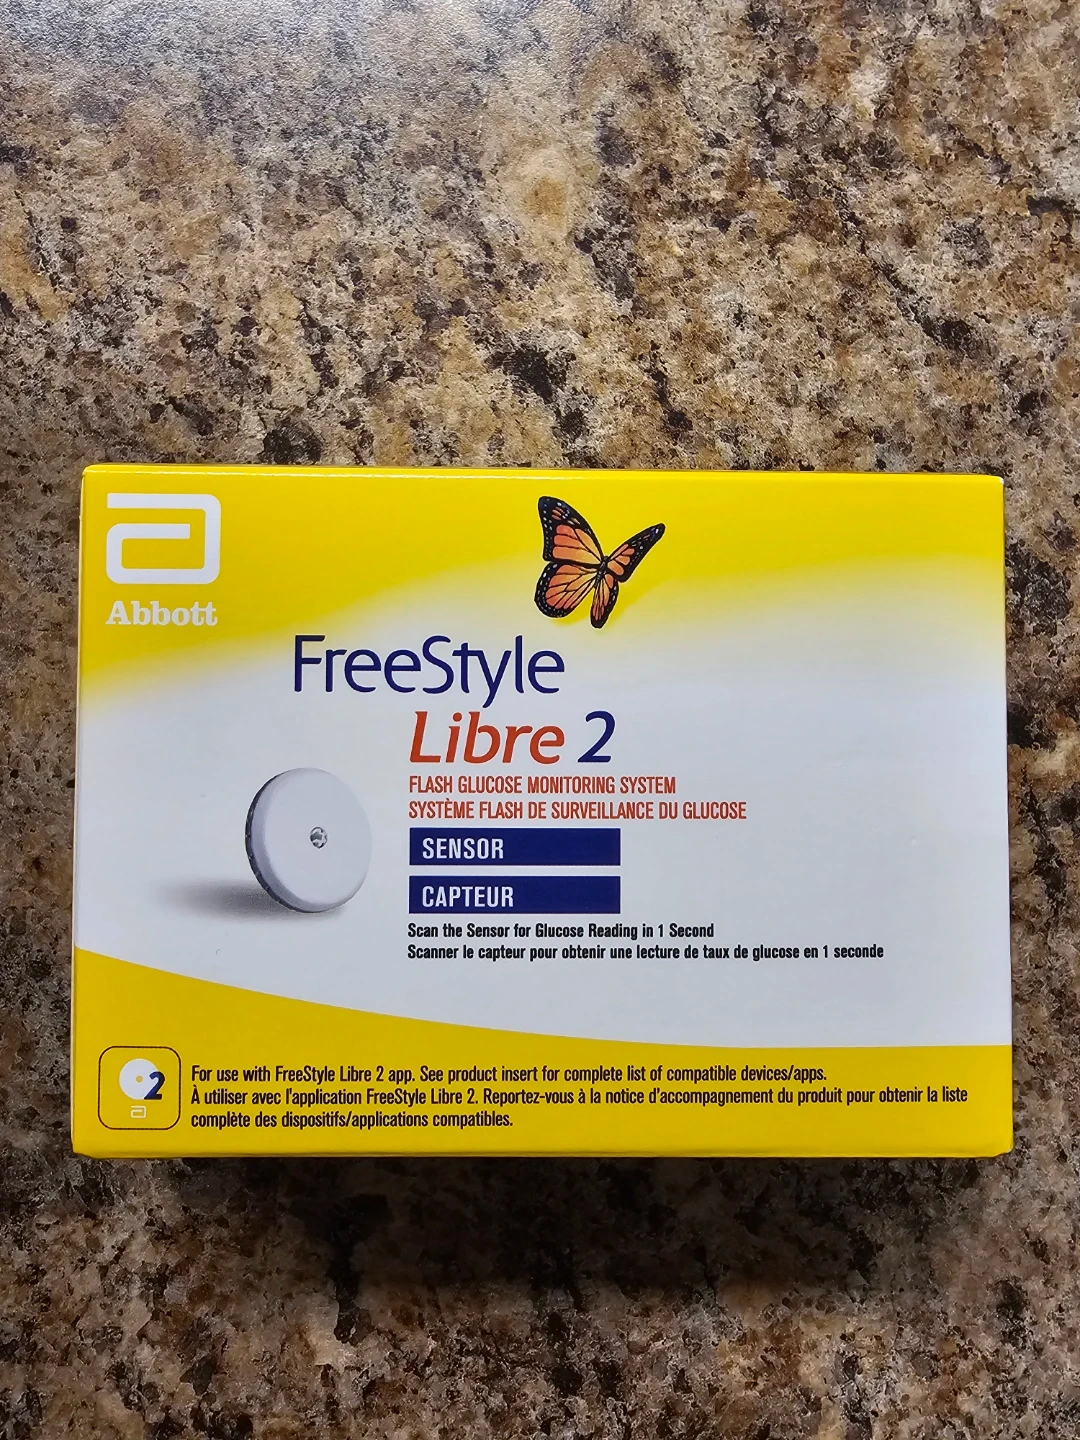 Abbott
FreeStyle
Libre 2
FLASH GLUCOSE MONITORING SYSTEM
SYSTÈME FLASH DE SURVEILLANCE DU GLUCOSE
SENSOR
CAPTEUR
Scan the Sensor for Glucose Reading in 1 Second
Scanner le capteur pour obtenir une lecture de taux de glucose en 1 seconde
2
For use with FreeStyle Libre 2 app. See product insert for complete list of compatible devices/apps.
À utiliser avec l'application FreeStyle Libre 2. Reportez-vous à la notice d'accompagnement du produit pour obtenir la liste
complète des dispositifs/applications compatibles.